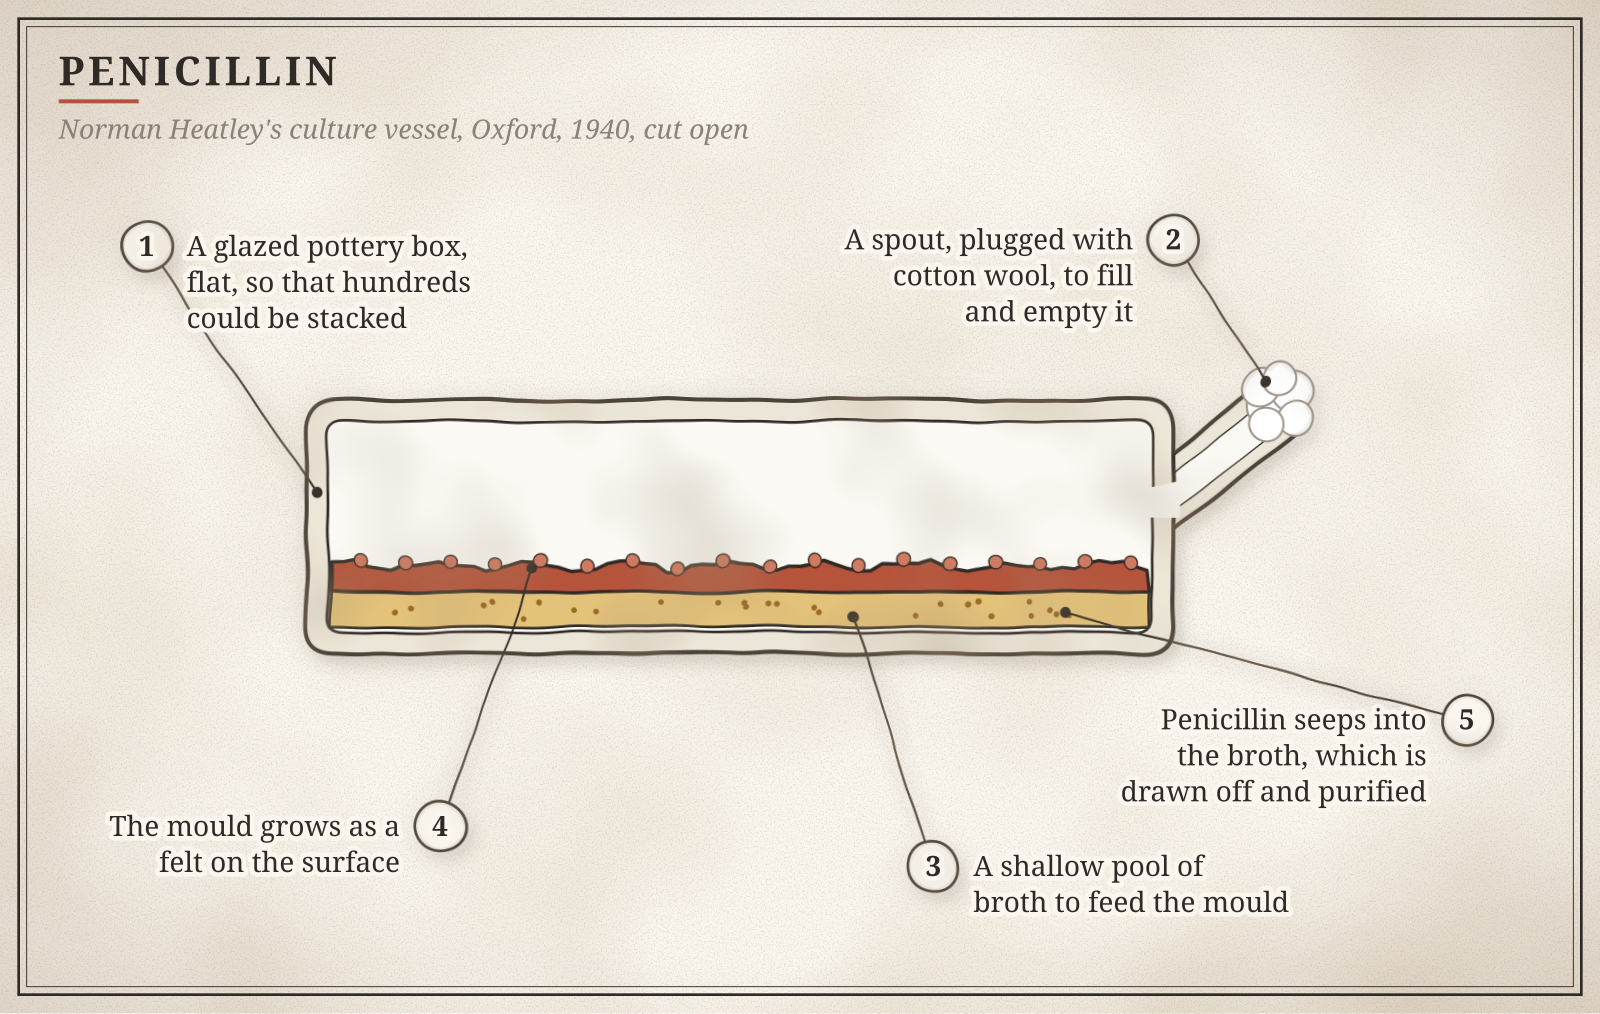 PENICILLIN
Norman Heatley's culture vessel, Oxford, 1940, cut open
1
A glazed pottery box,
flat, so that hundreds
could be stacked
2
A spout, plugged with
cotton wool, to fill
and empty it
5
Penicillin seeps into
the broth, which is
drawn off and purified
4
The mould grows as a
felt on the surface
3
A shallow pool of
broth to feed the mould